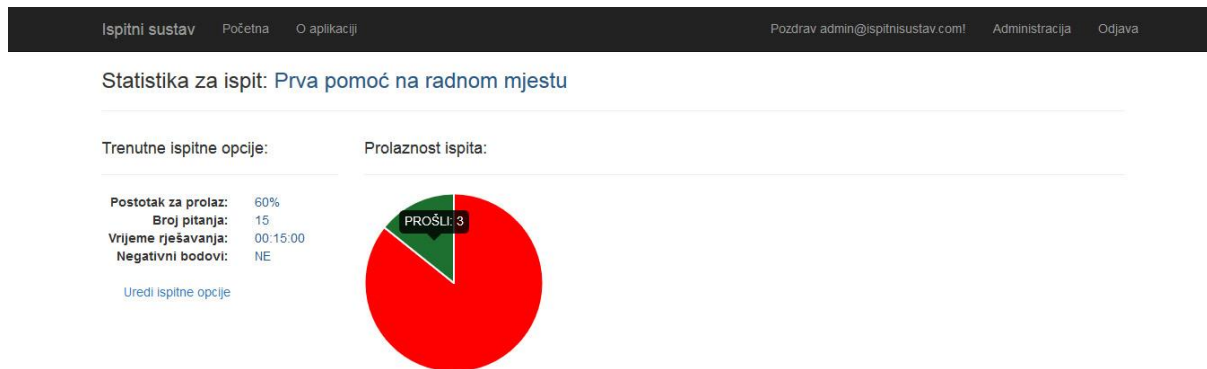 Ispitni sustav Početna O aplikaciji Pozdrav admin@ispitnisustav.com! Administracija Odjava
Statistika za ispit: Prva pomoć na radnom mjestu
Trenutne ispitne opcije:
Postotak za prolaz: 60%
Broj pitanja: 15
Vrijeme rješavanja: 00:15:00
Negativni bodovi: NE
Uredi ispitne opcije
Prolaznost ispita:
PROŠLI: 3